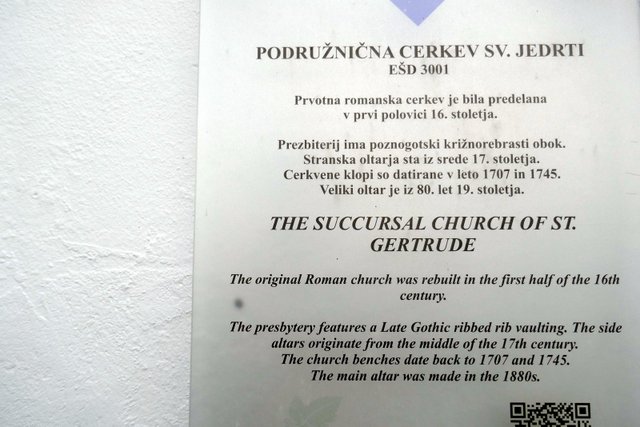 PODRUŽNIČNA CERKEV SV. JEDRTI
EŠD 3001
Prvotna romanska cerkev je bila predelana
v prvi polovici 16. stoletja.
Prezbiterij ima poznogotski križnorebrasti obok.
Stranska oltarja sta iz srede 17. stoletja.
Cerkvene klopi so datirane v leto 1707 in 1745.
Veliki oltar je iz 80. let 19. stoletja.
THE SUCCURSAL CHURCH OF ST.
GERTRUDE
The original Roman church was rebuilt in the first half of the 16th
century.
The presbytery features a Late Gothic ribbed rib vaulting. The side
altars originate from the middle of the 17th century.
The church benches date back to 1707 and 1745.
The main altar was made in the 1880s.